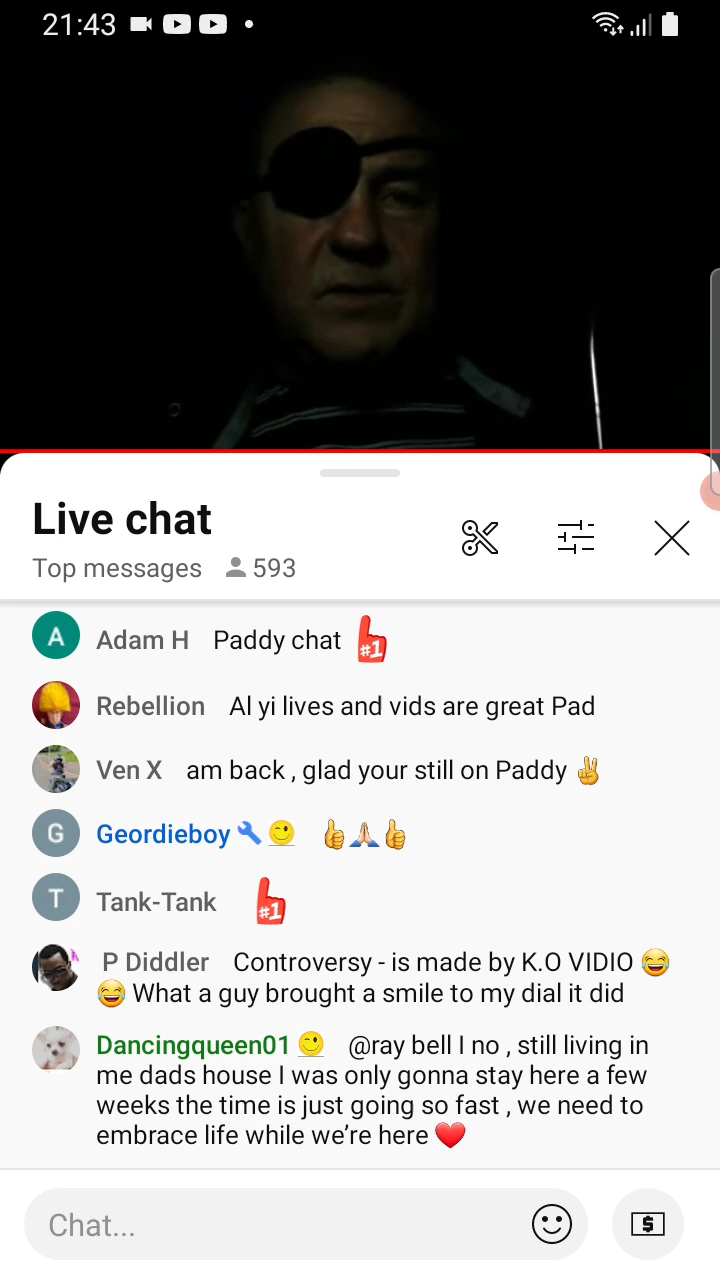 21:43
Live chat
Top messages 593
A Adam H Paddy chat #1
Rebellion Al yi lives and vids are great Pad
Ven X am back , glad your still on Paddy ✌
G Geordieboy 🔧 😉 👍🙏👍
T Tank-Tank #1
P Diddler Controversy - is made by K.O VIDIO 😂
😂 What a guy brought a smile to my dial it did
Dancingqueen01 😉 @ray bell I no , still living in
me dads house I was only gonna stay here a few
weeks the time is just going so fast , we need to
embrace life while we’re here ❤️
Chat...
$